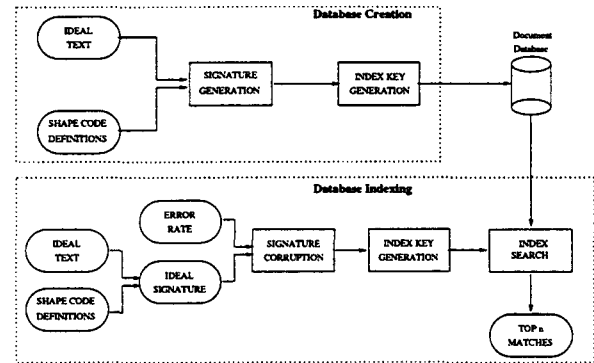 Database Creation
IDEAL
TEXT
SHAPE CODE
DEFINITIONS
SIGNATURE
GENERATION
INDEX KEY
GENERATION
Document
Database
Database Indexing
IDEAL
TEXT
SHAPE CODE
DEFINITIONS
ERROR
RATE
IDEAL
SIGNATURE
SIGNATURE
CORRUPTION
INDEX KEY
GENERATION
INDEX
SEARCH
TOP n
MATCHES